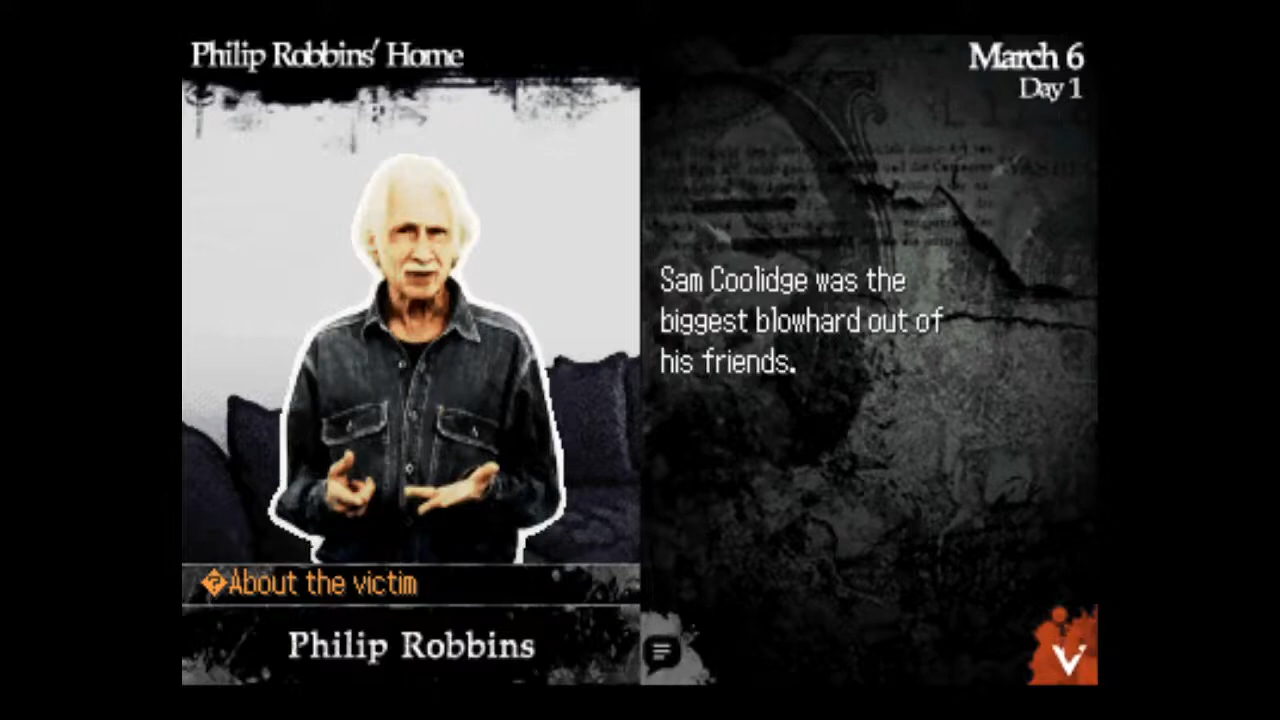 Philip Robbins' Home
March 6
Day 1
Sam Coolidge was the
biggest blowhard out of
his friends.
?About the victim
Philip Robbins